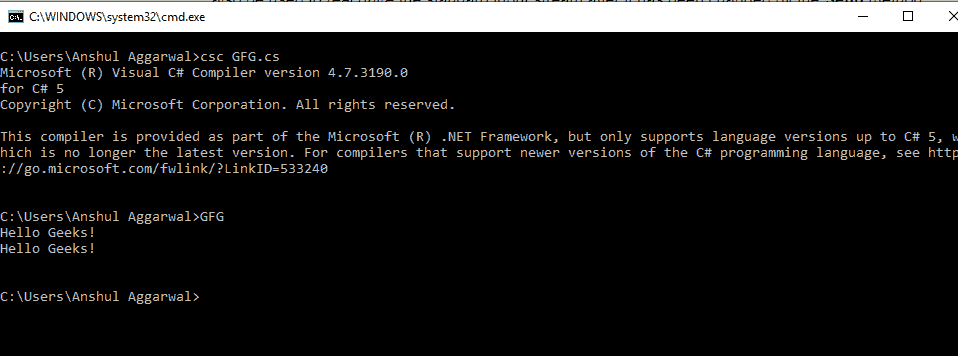 C:\WINDOWS\system32\cmd.exe
C:\Users\Anshul Aggarwal>csc GFG.cs
Microsoft (R) Visual C# Compiler version 4.7.3190.0
for C# 5
Copyright (C) Microsoft Corporation. All rights reserved.
This compiler is provided as part of the Microsoft (R) .NET Framework, but only supports language versions up to C# 5, w
hich is no longer the latest version. For compilers that support newer versions of the C# programming language, see http
://go.microsoft.com/fwlink/?LinkID=533240
C:\Users\Anshul Aggarwal>GFG
Hello Geeks!
Hello Geeks!
C:\Users\Anshul Aggarwal>